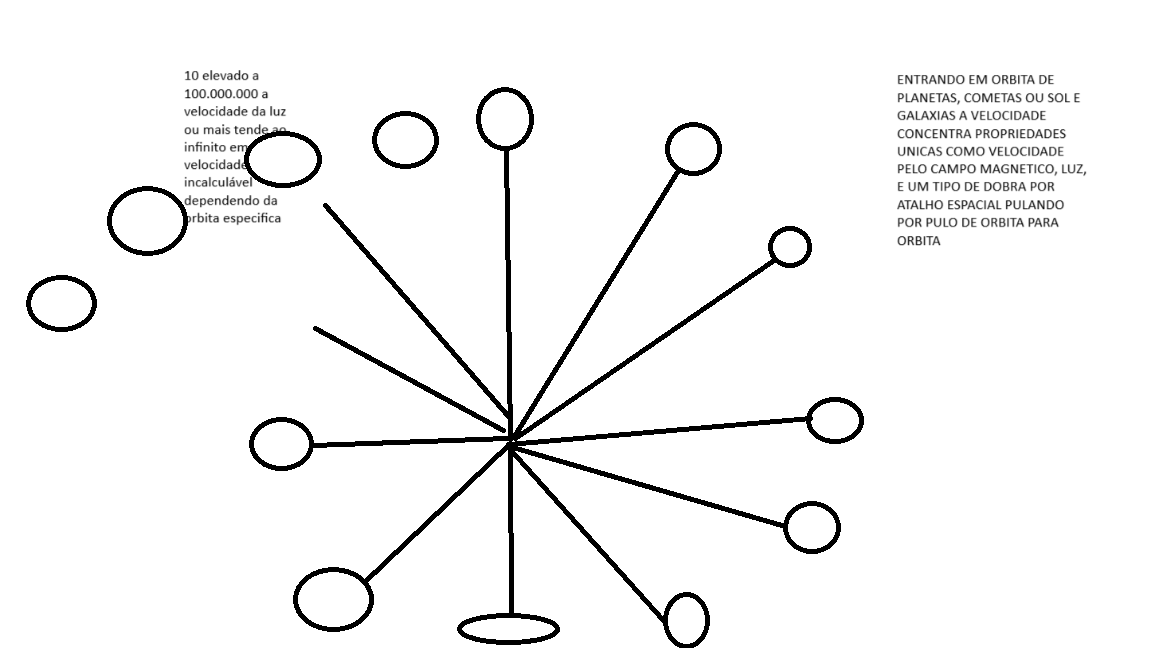 10 elevado a
100.000.000 a
velocidade da luz
ou mais tende ao
infinito em
velocidade
incalculável
dependendo da
orbita especifica
ENTRANDO EM ORBITA DE
PLANETAS, COMETAS OU SOL E
GALAXIAS A VELOCIDADE
CONCENTRA PROPRIEDADES
UNICAS COMO VELOCIDADE
PELO CAMPO MAGNETICO, LUZ,
E UM TIPO DE DOBRA POR
ATALHO ESPACIAL PULANDO
POR PULO DE ORBITA PARA
ORBITA